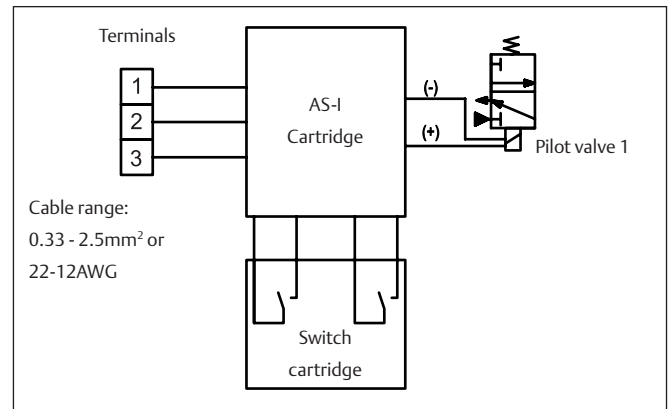 Terminals
1
2
3
AS-I
Cartridge
(-)
(+)
Pilot valve 1
Cable range:
0.33 - 2.5mm² or
22-12AWG
Switch
cartridge